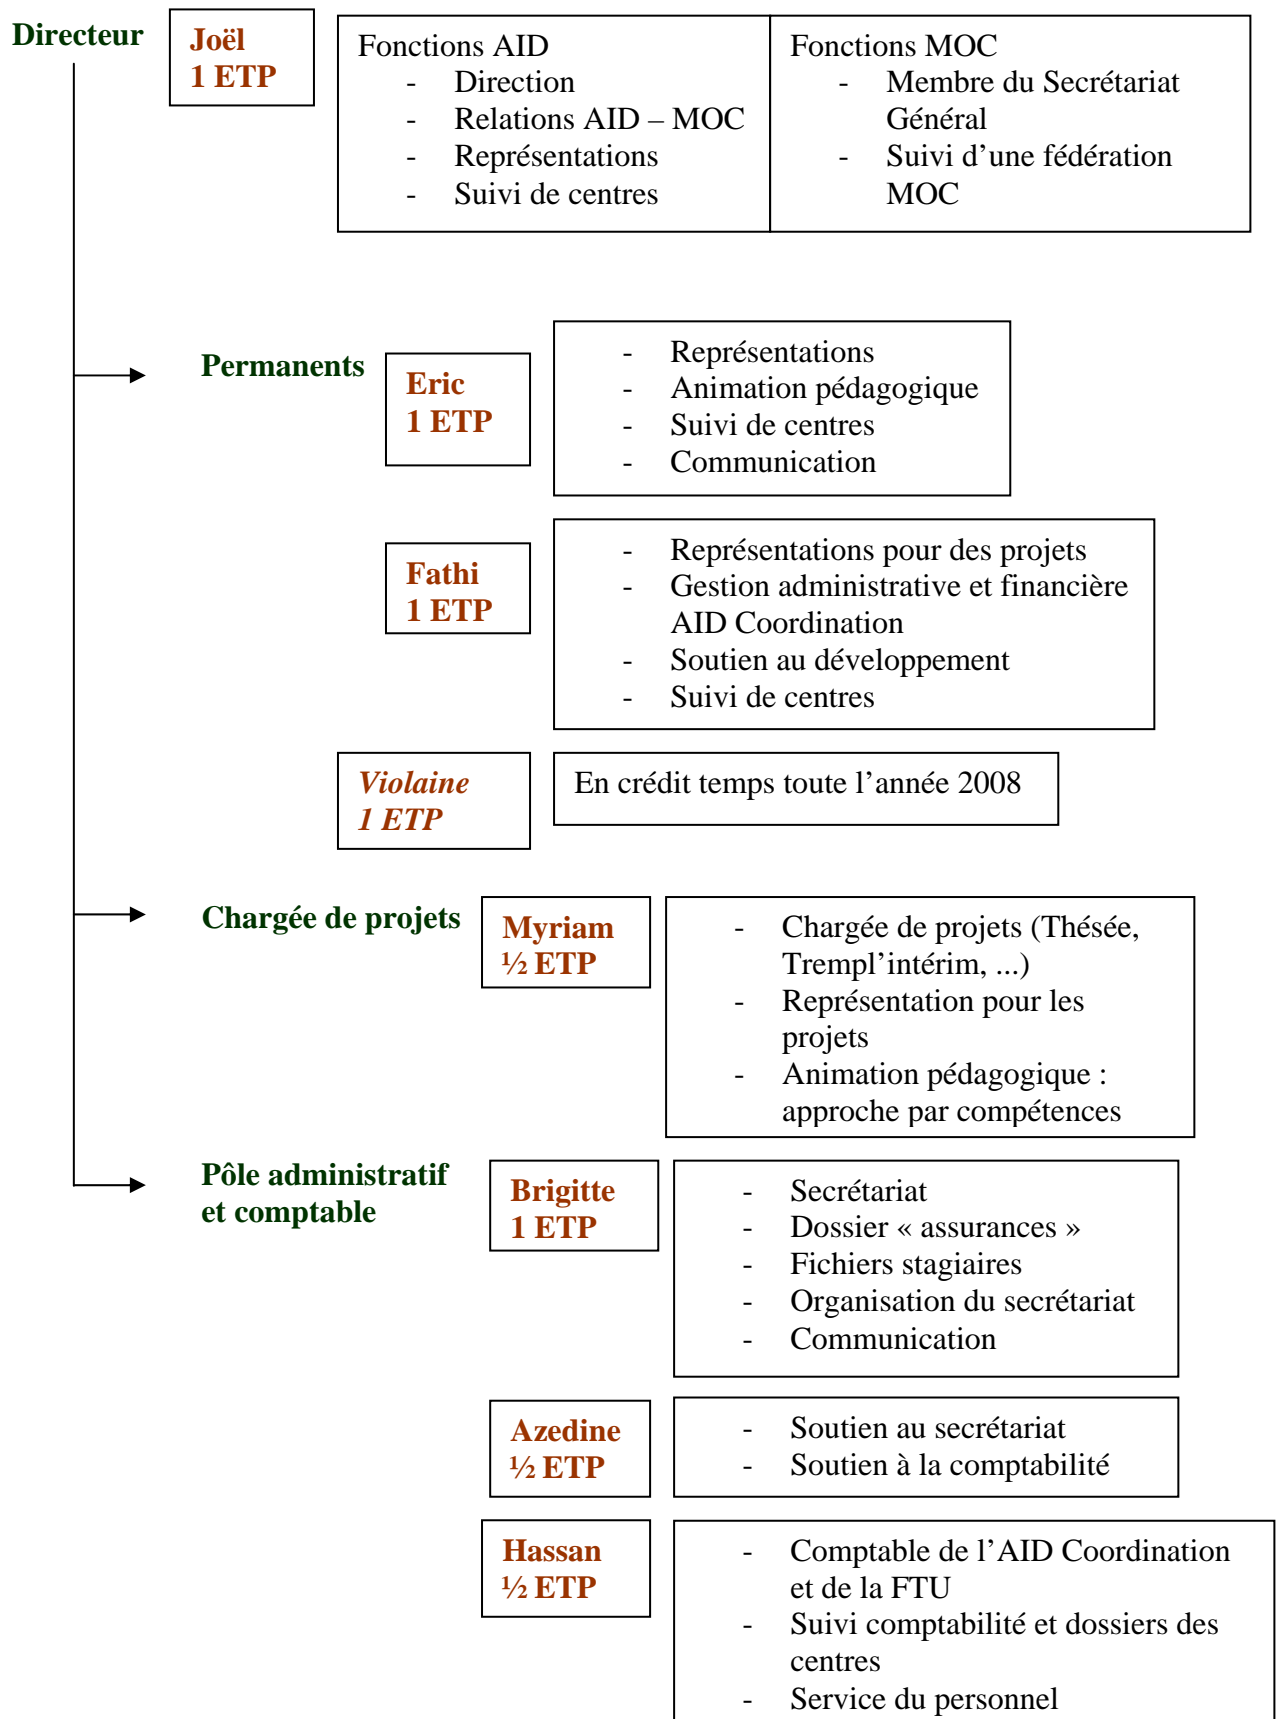 Directeur
Joël
1 ETP
Fonctions AID
- Direction
- Relations AID – MOC
- Représentations
- Suivi de centres
Fonctions MOC
- Membre du Secrétariat
Général
- Suivi d’une fédération
MOC
Permanents
Eric
1 ETP
- Représentations
- Animation pédagogique
- Suivi de centres
- Communication
Fathi
1 ETP
- Représentations pour des projets
- Gestion administrative et financière
AID Coordination
- Soutien au développement
- Suivi de centres
Violaine
1 ETP
En crédit temps toute l’année 2008
Chargée de projets
Myriam
½ ETP
- Chargée de projets (Thésée,
Trempl’intérim, ...)
- Représentation pour les
projets
- Animation pédagogique :
approche par compétences
Pôle administratif
et comptable
Brigitte
1 ETP
- Secrétariat
- Dossier « assurances »
- Fichiers stagiaires
- Organisation du secrétariat
- Communication
Azedine
½ ETP
- Soutien au secrétariat
- Soutien à la comptabilité
Hassan
½ ETP
- Comptable de l’AID Coordination
et de la FTU
- Suivi comptabilité et dossiers des
centres
- Service du personnel